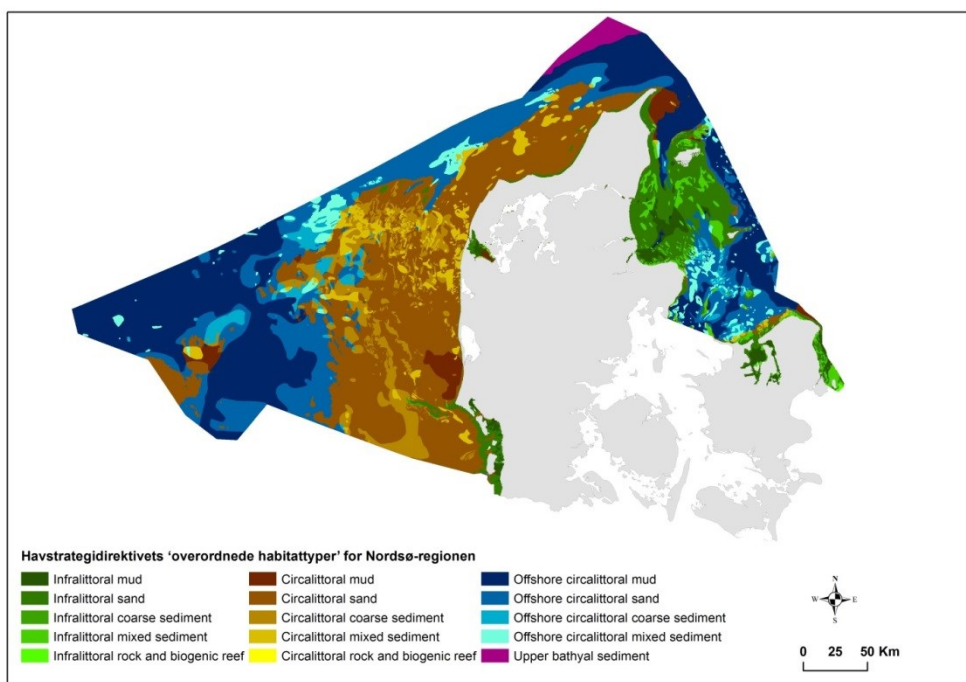 Havstrategidirektivets ‘overordnede habitattyper’ for Nordsø-regionen
Infralittoral mud
Infralittoral sand
Infralittoral coarse sediment
Infralittoral mixed sediment
Infralittoral rock and biogenic reef
Circalittoral mud
Circalittoral sand
Circalittoral coarse sediment
Circalittoral mixed sediment
Circalittoral rock and biogenic reef
Offshore circalittoral mud
Offshore circalittoral sand
Offshore circalittoral coarse sediment
Offshore circalittoral mixed sediment
Upper bathyal sediment
N
W E
S
0 25 50 Km